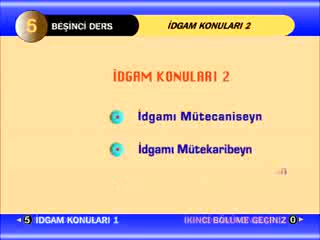 6 BEŞİNCİ DERS İDGAM KONULARI 2
İDGAM KONULARI 2
İdgamı Mütecaniseyn
İdgamı Mütekaribeyn
5 İDGAM KONULARI 1 İKİNCİ BÖLÜME GEÇİNİZ 0